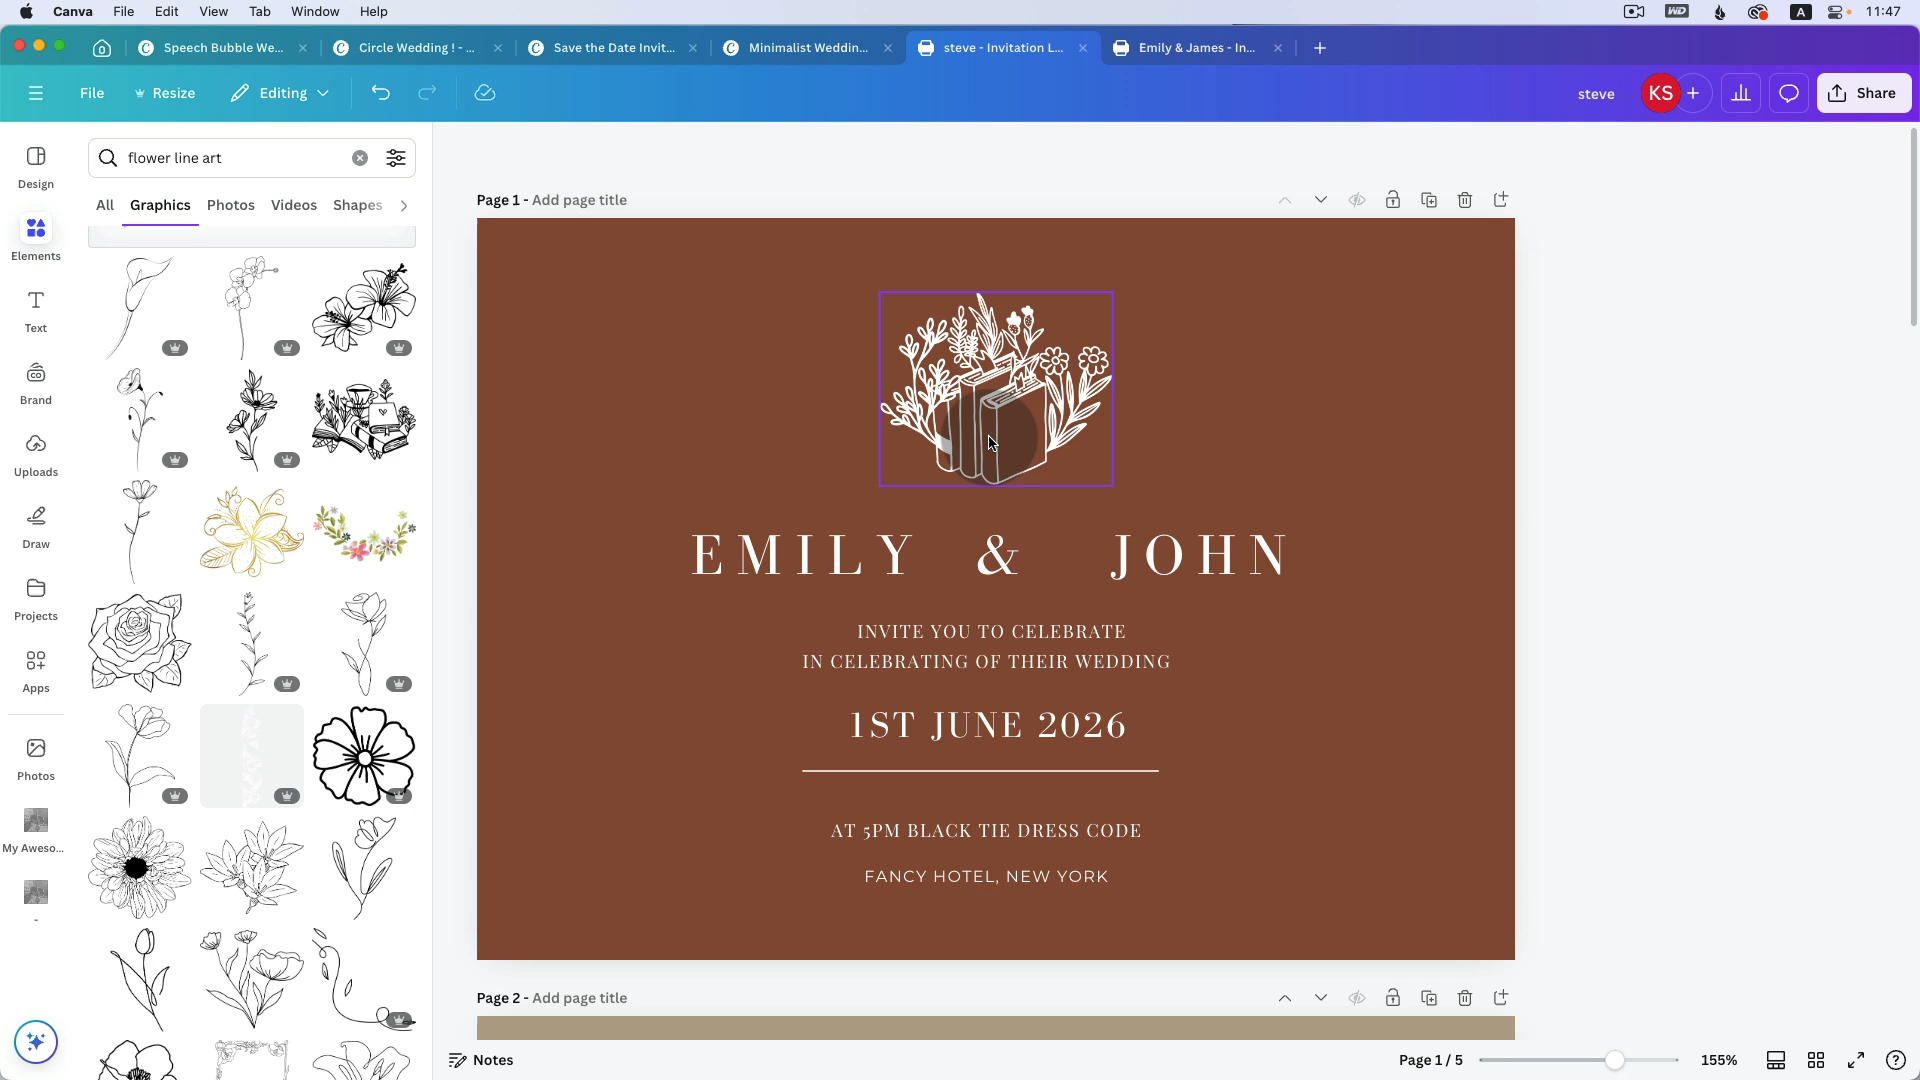 Canva File Edit View Tab Window Help
WD A 11:47
Speech Bubble We...
Circle Wedding ! - ...
Save the Date Invit...
Minimalist Weddin...
steve - Invitation L...
Emily & James - In...
File Resize Editing
steve KS Share
Design
Elements
Text
Brand
Uploads
Draw
Projects
Apps
Photos
My Aweso...
-
flower line art
All Graphics Photos Videos Shapes
Page 1 - Add page title
EMILY & JOHN
INVITE YOU TO CELEBRATE
IN CELEBRATING OF THEIR WEDDING
1ST JUNE 2026
AT 5PM BLACK TIE DRESS CODE
FANCY HOTEL, NEW YORK
Page 2 - Add page title
Notes
Page 1 / 5 155%